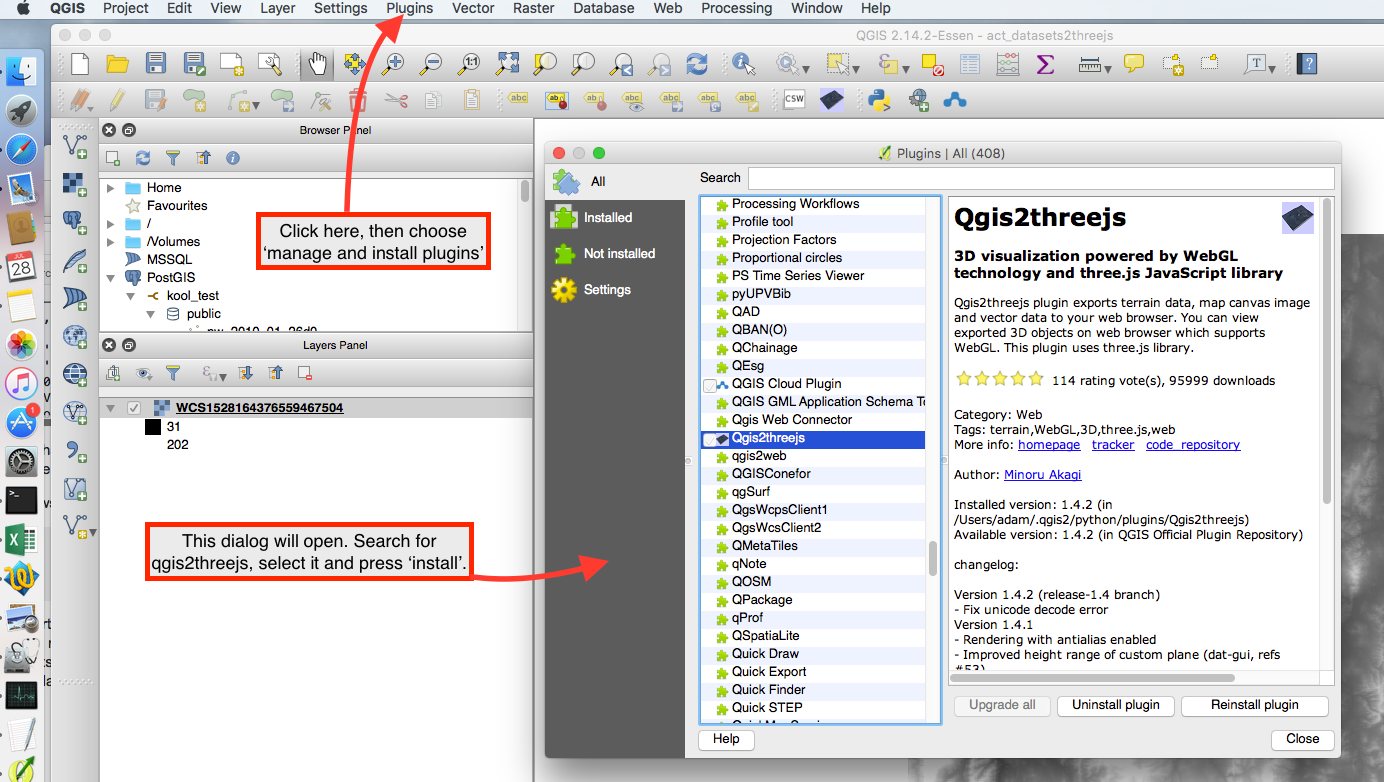 QGIS Project Edit View Layer Settings Plugins Vector Raster Database Web Processing Window Help
QGIS 2.14.2-Essen - act_datasets2threejs
1:1
T
?
abc
ab
abc
abc
abc
abc
abc
CSW
Browser Panel
Home
Favourites
/
/Volumes
MSSQL
PostGIS
kool_test
public
Click here, then choose
‘manage and install plugins’
Layers Panel
WCS1528164376559467504
31
202
This dialog will open. Search for
qgis2threejs, select it and press ‘install’.
JUL
28
1
Plugins | All (408)
All
Installed
Not installed
Settings
Search
Processing Workflows
Profile tool
Projection Factors
Proportional circles
PS Time Series Viewer
pyUPVBib
QAD
QBAN(O)
QChainage
QEsg
QGIS Cloud Plugin
QGIS GML Application Schema To
Qgis Web Connector
Qgis2threejs
qgis2web
QGISConefor
qgSurf
QgsWcpsClient1
QgsWcsClient2
QMetaTiles
qNote
QOSM
QPackage
qProf
QSpatiaLite
Quick Draw
Quick Export
Quick Finder
Quick STEP
Qgis2threejs
3D visualization powered by WebGL
technology and three.js JavaScript library
Qgis2threejs plugin exports terrain data, map canvas image
and vector data to your web browser. You can view
exported 3D objects on web browser which supports
WebGL. This plugin uses three.js library.
114 rating vote(s), 95999 downloads
Category: Web
Tags: terrain,WebGL,3D,three.js,web
More info: homepage tracker code_repository
Author: Minoru Akagi
Installed version: 1.4.2 (in
/Users/adam/.qgis2/python/plugins/Qgis2threejs)
Available version: 1.4.2 (in QGIS Official Plugin Repository)
changelog:
Version 1.4.2 (release-1.4 branch)
- Fix unicode decode error
Version 1.4.1
- Rendering with antialias enabled
- Improved height range of custom plane (dat-gui, refs
#53)
Upgrade all Uninstall plugin Reinstall plugin
Help Close